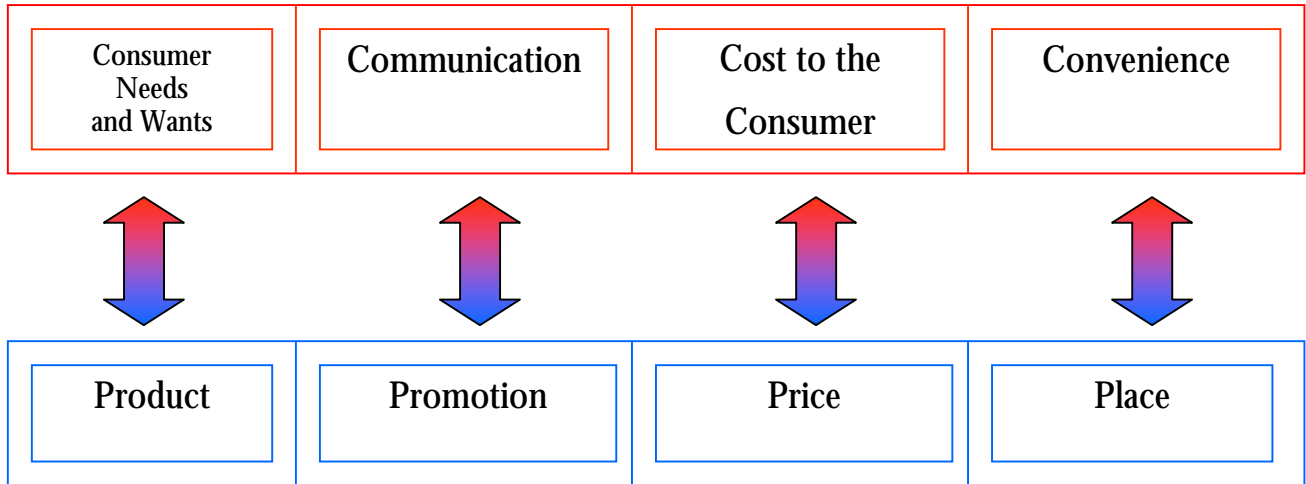 Consumer
Needs
and Wants
Communication
Cost to the
Consumer
Convenience
Product
Promotion
Price
Place